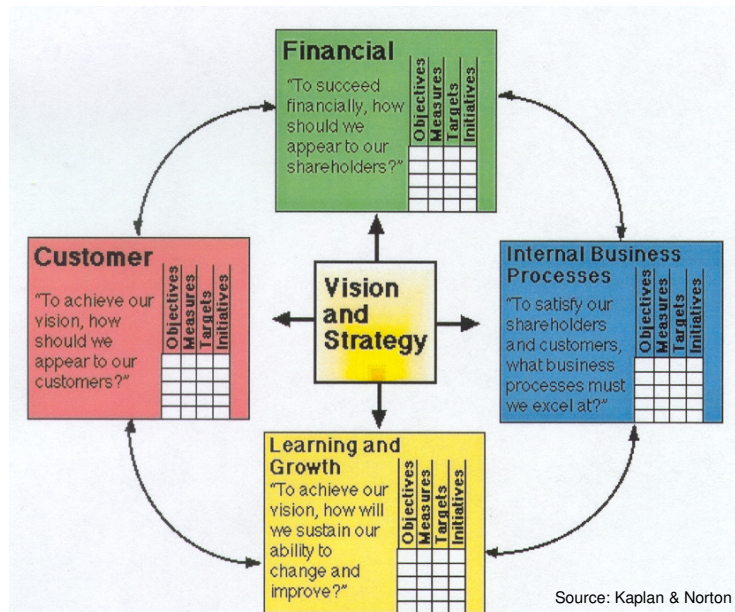 Financial
“To succeed
financially, how
should we
appear to our
shareholders?”
Objectives
Measures
Targets
Initiatives
Customer
“To achieve our
vision, how
should we
appear to our
customers?”
Objectives
Measures
Targets
Initiatives
Vision
and
Strategy
Internal Business
Processes
“To satisfy our
shareholders
and customers,
what business
processes must
we excel at?”
Objectives
Measures
Targets
Initiatives
Learning and
Growth
“To achieve our
vision, how will
we sustain our
ability to
change and
improve?”
Objectives
Measures
Targets
Initiatives
Source: Kaplan & Norton